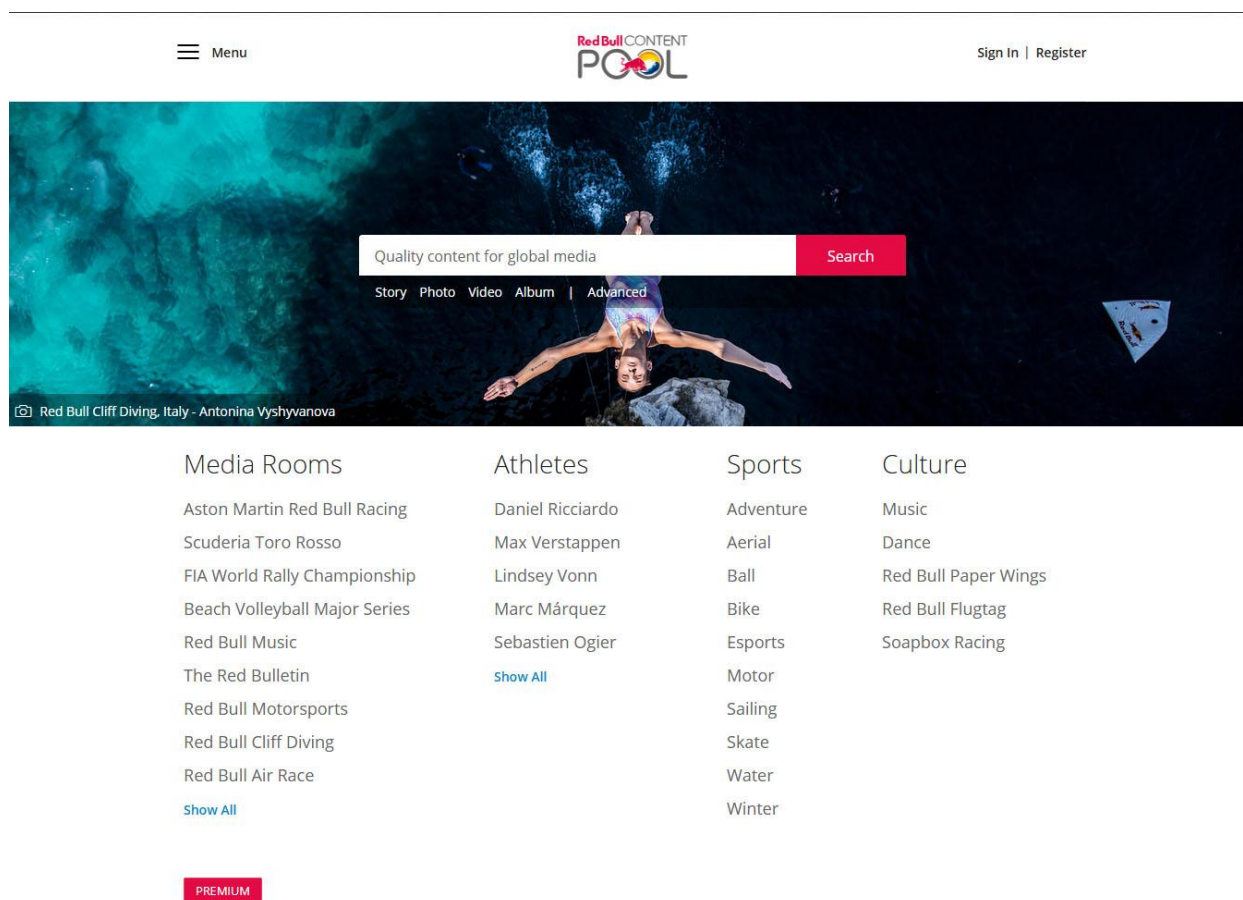 Menu
Red Bull CONTENT
POOL
Sign In | Register
Quality content for global media
Search
Story Photo Video Album | Advanced
Red Bull
Red Bull Cliff Diving, Italy - Antonina Vyshyvanova
Media Rooms
Aston Martin Red Bull Racing
Scuderia Toro Rosso
FIA World Rally Championship
Beach Volleyball Major Series
Red Bull Music
The Red Bulletin
Red Bull Motorsports
Red Bull Cliff Diving
Red Bull Air Race
Show All
Athletes
Daniel Ricciardo
Max Verstappen
Lindsey Vonn
Marc Márquez
Sebastien Ogier
Show All
Sports
Adventure
Aerial
Ball
Bike
Esports
Motor
Sailing
Skate
Water
Winter
Culture
Music
Dance
Red Bull Paper Wings
Red Bull Flugtag
Soapbox Racing
PREMIUM